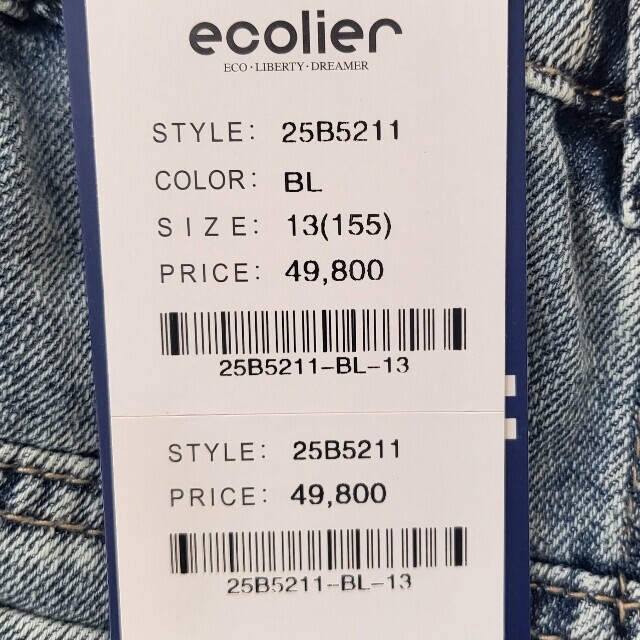 ecolier
ECO·LIBERTY·DREAMER
STYLE: 25B5211
COLOR: BL
SIZE: 13(155)
PRICE: 49,800
25B5211-BL-13
STYLE: 25B5211
PRICE: 49,800
25B5211-BL-13